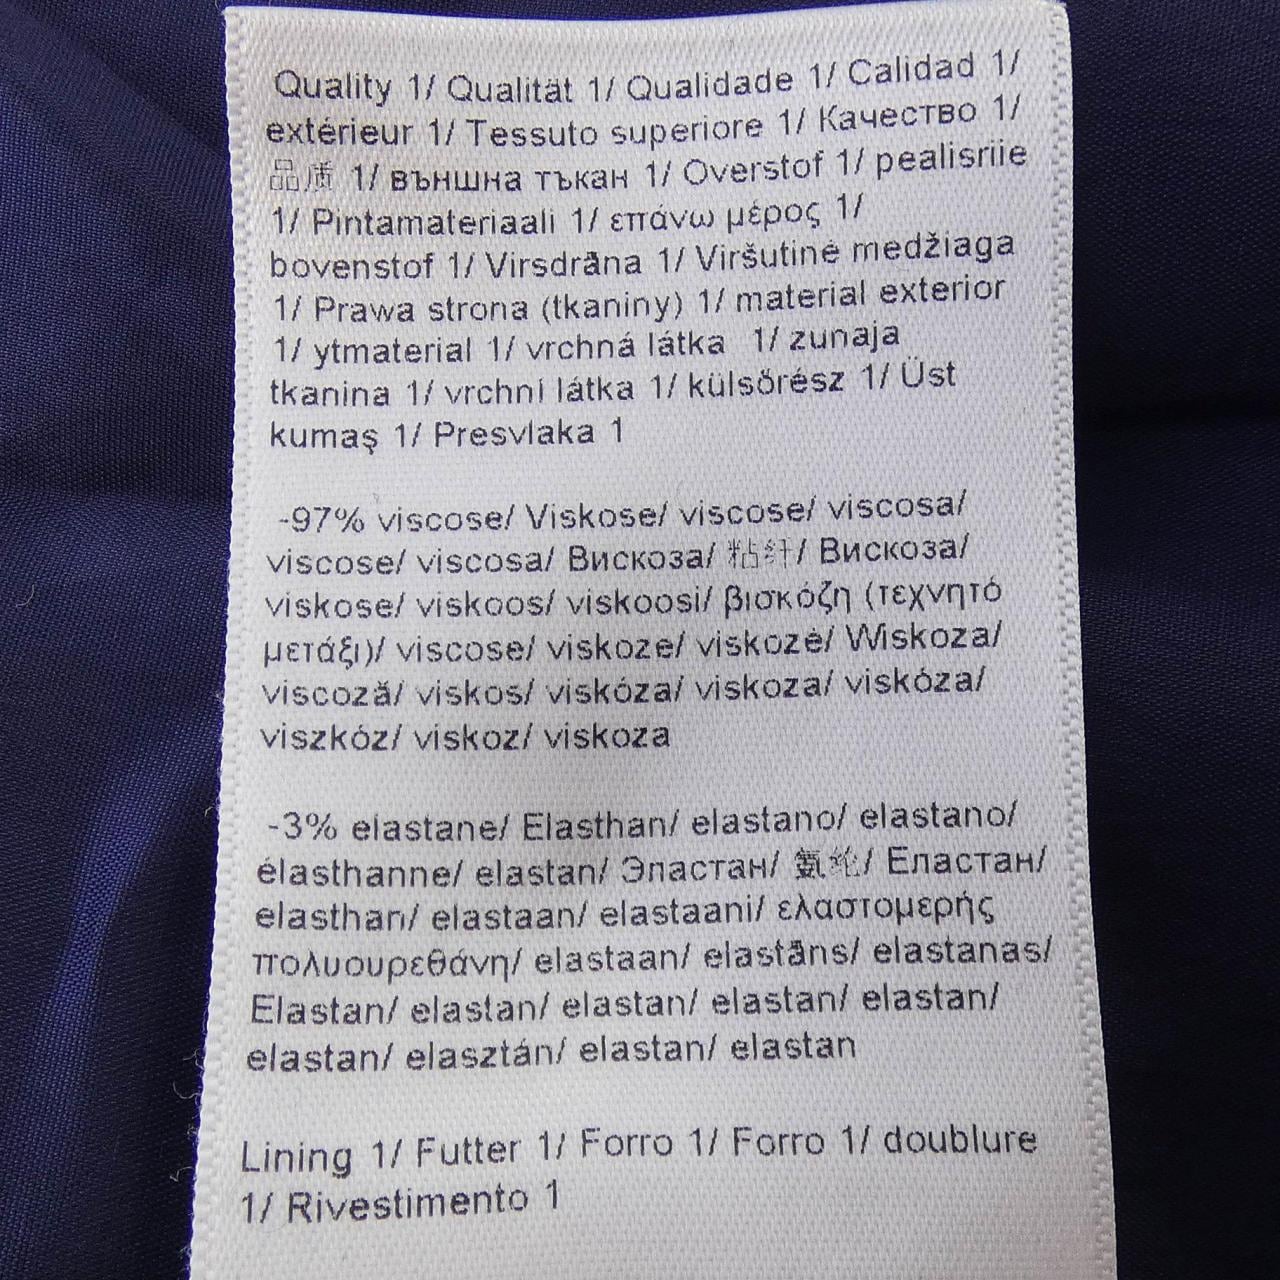 Quality 1/ Qualität 1/ Qualidade 1/ Calidad 1/
extérieur 1/ Tessuto superiore 1/ Качество 1/
品质 1/ външна тъкан 1/ Overstof 1/ pealisriie
1/ Pintamateriaali 1/ επάνω μέρος 1/
bovenstof 1/ Virsdrāna 1/ Viršutinė medžiaga
1/ Prawa strona (tkaniny) 1/ material exterior
1/ ytmaterial 1/ vrchná látka 1/ zunaja
tkanina 1/ vrchní látka 1/ külsőrész 1/ Üst
kumaş 1/ Presvlaka 1
-97% viscose/ Viskose/ viscose/ viscosa/
viscose/ viscosa/ Вискоза/ 粘纤/ Вискоза/
viskose/ viskoos/ viskoosi/ βισκόζη (τεχνητό
μετάξι)/ viscose/ viskoze/ viskozė/ Wiskoza/
viscoză/ viskos/ viskóza/ viskoza/ viskóza/
viszkóz/ viskoz/ viskoza
-3% elastane/ Elasthan/ elastano/ elastano/
élasthanne/ elastan/ Эластан/ 氨纶/ Еластан/
elasthan/ elastaan/ elastaani/ ελαστομερής
πολυουρεθάνη/ elastaan/ elastāns/ elastanas/
Elastan/ elastan/ elastan/ elastan/ elastan/
elastan/ elasztán/ elastan/ elastan
Lining 1/ Futter 1/ Forro 1/ Forro 1/ doublure
1/ Rivestimento 1